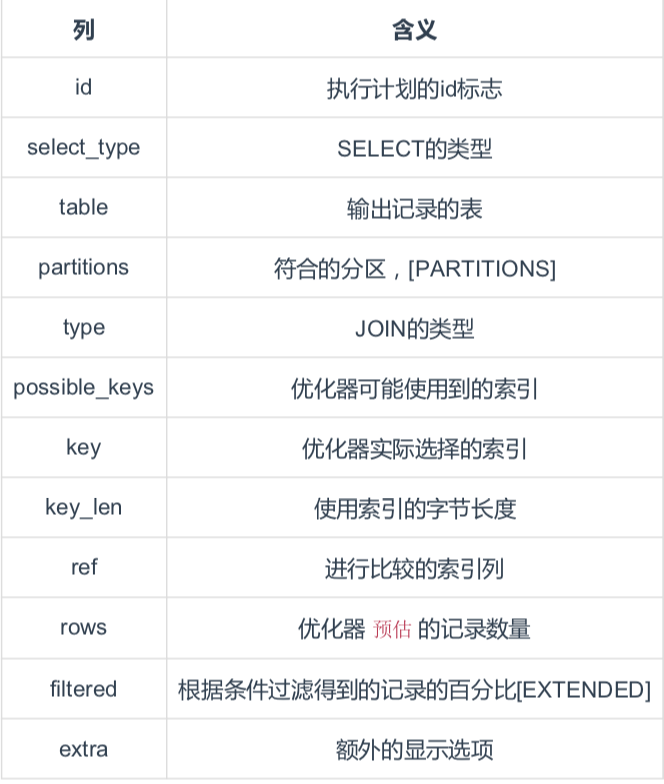 列 含义
id 执行计划的id标志
select_type SELECT的类型
table 输出记录的表
partitions 符合的分区，[PARTITIONS]
type JOIN的类型
possible_keys 优化器可能使用到的索引
key 优化器实际选择的索引
key_len 使用索引的字节长度
ref 进行比较的索引列
rows 优化器 预估 的记录数量
filtered 根据条件过滤得到的记录的百分比[EXTENDED]
extra 额外的显示选项